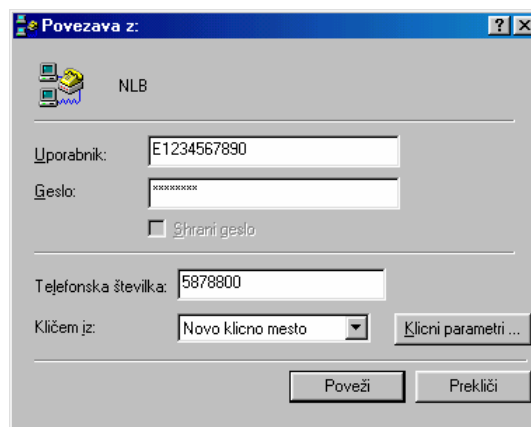 Povezava z:
NLB
Uporabnik: E1234567890
Geslo: ********
Shrani geslo
Telefonska številka: 5878800
Kličem iz: Novo klicno mesto Klicni parametri ...
Poveži Prekliči